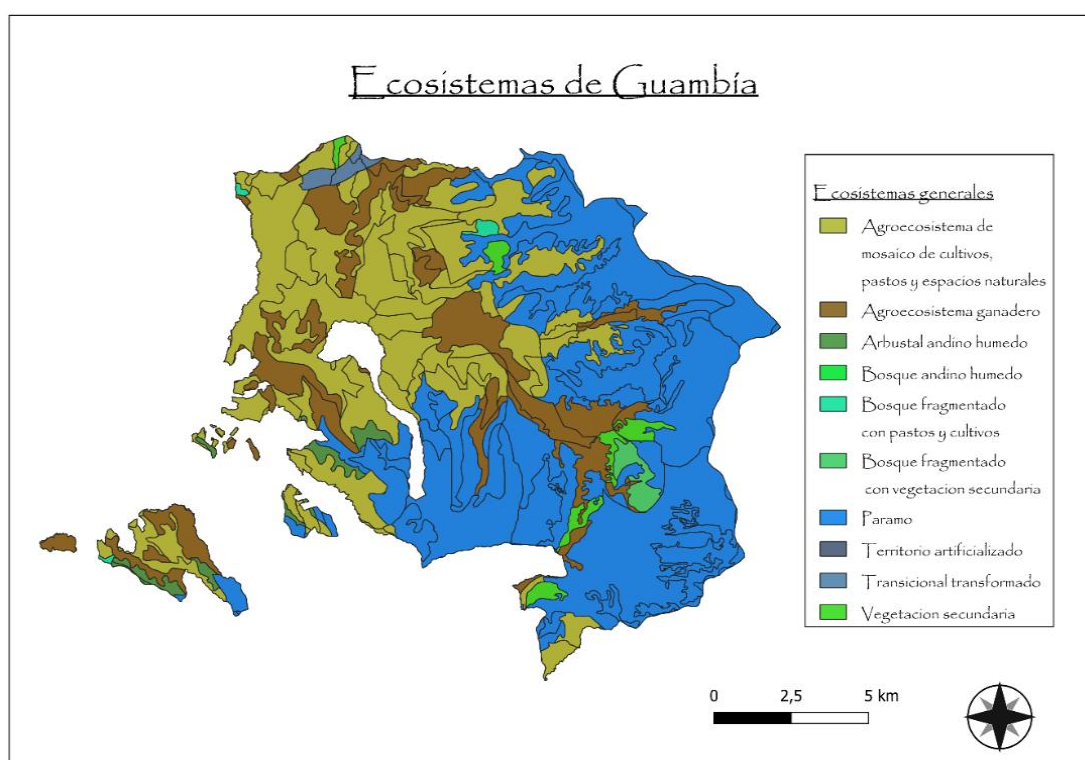 Ecosistemas de Guambía
Ecosistemas generales
Agroecosistema de
mosaico de cultivos,
pastos y espacios naturales
Agroecosistema ganadero
Arbustal andino humedo
Bosque andino humedo
Bosque fragmentado
con pastos y cultivos
Bosque fragmentado
con vegetacion secundaria
Paramo
Territorio artificializado
Transicional transformado
Vegetacion secundaria
0 2,5 5 km